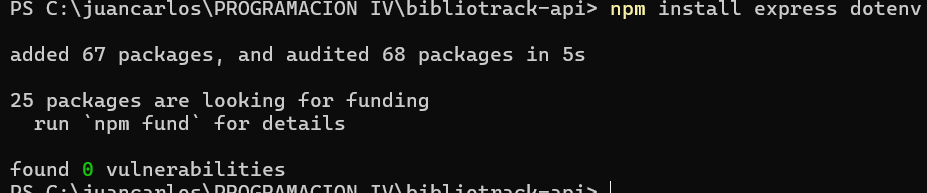 PS C:\juancarlos\PROGRAMACION IV\bibliotrack-api> npm install express dotenv
added 67 packages, and audited 68 packages in 5s
25 packages are looking for funding
  run `npm fund` for details
found 0 vulnerabilities
PS C:\juancarlos\PROGRAMACION IV\bibliotrack-api>